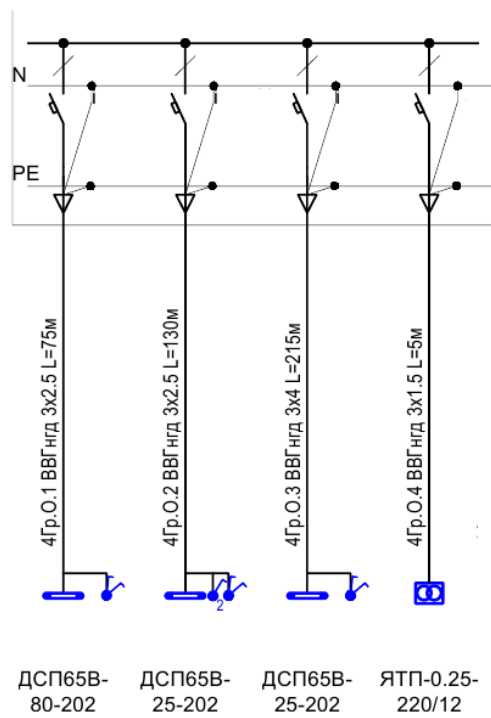 N
PE
4Гр.О.1 ВВГнгд 3х2.5 L=75м
4Гр.О.2 ВВГнгд 3х2.5 L=130м
4Гр.О.3 ВВГнгд 3х4 L=215м
4Гр.О.4 ВВГнгд 3х1.5 L=5м
2
ДСП65В-
80-202
ДСП65В-
25-202
ДСП65В-
25-202
ЯТП-0.25-
220/12